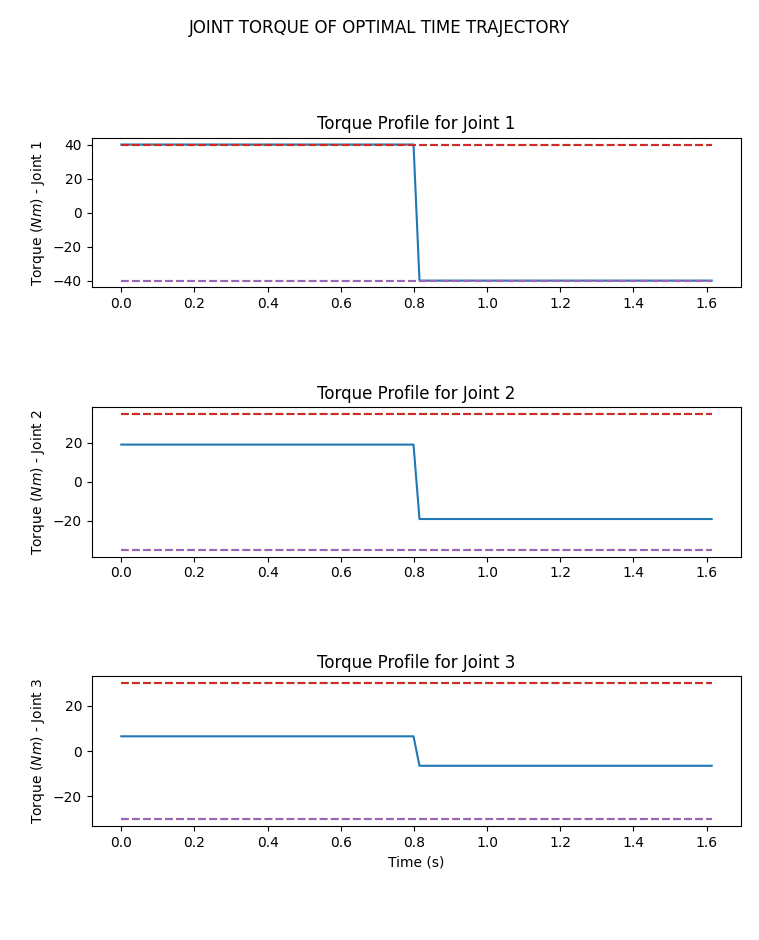 JOINT TORQUE OF OPTIMAL TIME TRAJECTORY
Torque Profile for Joint 1
Torque (Nm) - Joint 1
40
20
0
−20
−40
0.0 0.2 0.4 0.6 0.8 1.0 1.2 1.4 1.6
Torque Profile for Joint 2
Torque (Nm) - Joint 2
20
0
−20
0.0 0.2 0.4 0.6 0.8 1.0 1.2 1.4 1.6
Torque Profile for Joint 3
Torque (Nm) - Joint 3
20
0
−20
0.0 0.2 0.4 0.6 0.8 1.0 1.2 1.4 1.6
Time (s)